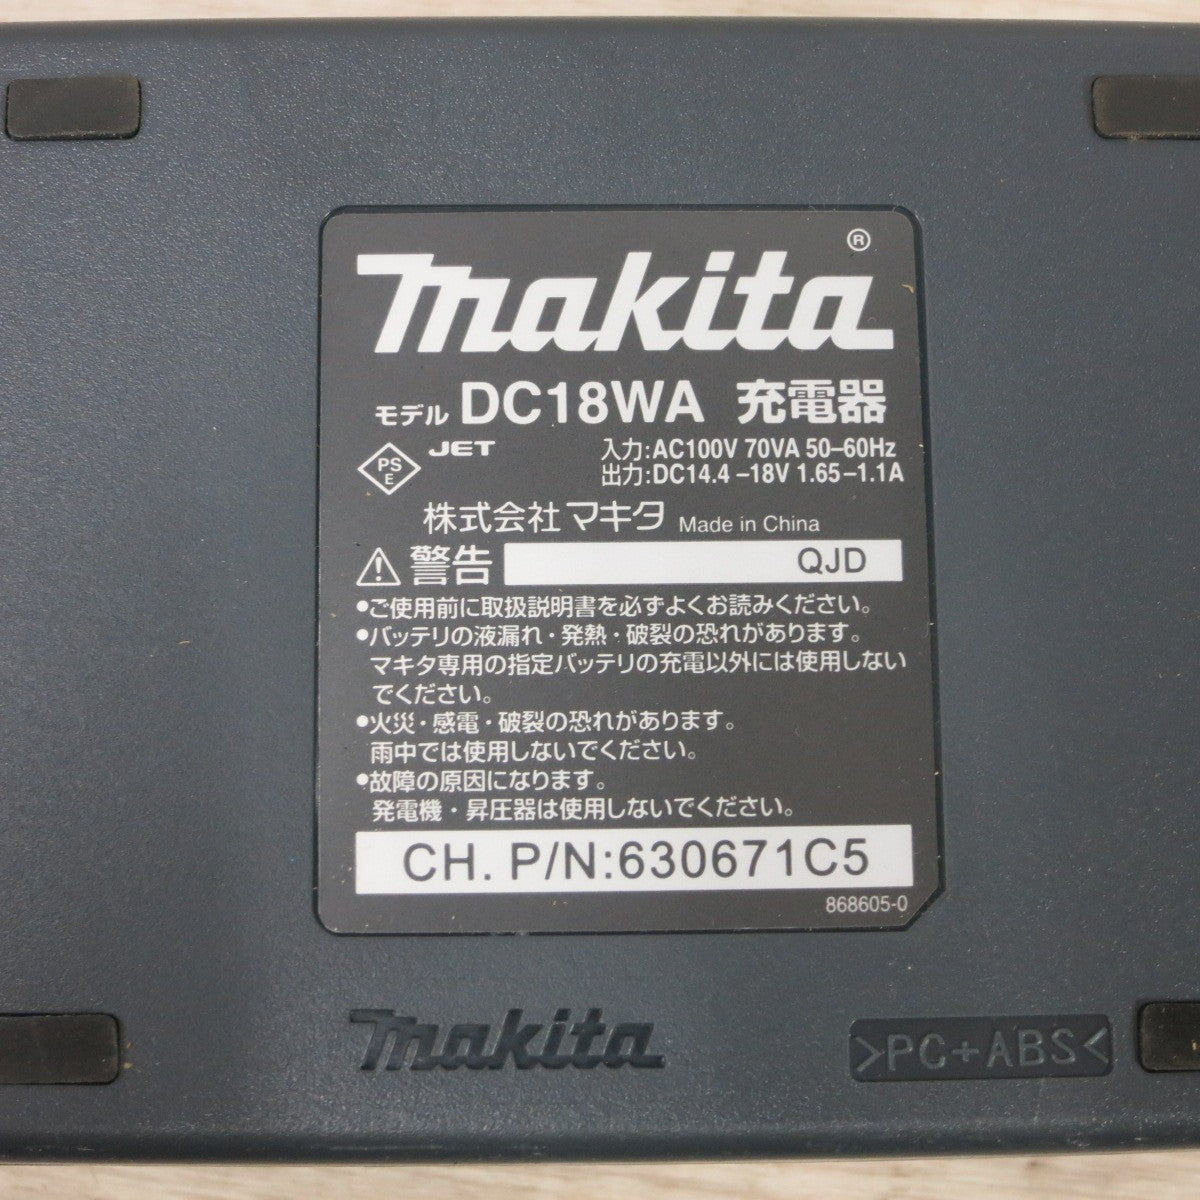 makita®
モデル DC18WA 充電器
PS E JET 入力:AC100V 70VA 50–60Hz
出力:DC14.4 –18V 1.65–1.1A
株式会社 マキタ Made in China
警告 QJD
●ご使用前に取扱説明書を必ずよくお読みください。
●バッテリの液漏れ・発熱・破裂の恐れがあります。
マキタ専用の指定バッテリの充電以外には使用しない
でください。
●火災・感電・破裂の恐れがあります。
雨中では使用しないでください。
●故障の原因になります。
発電機・昇圧器は使用しないでください。
CH. P/N:630671C5
868605-0
makita
>PC+ABS<